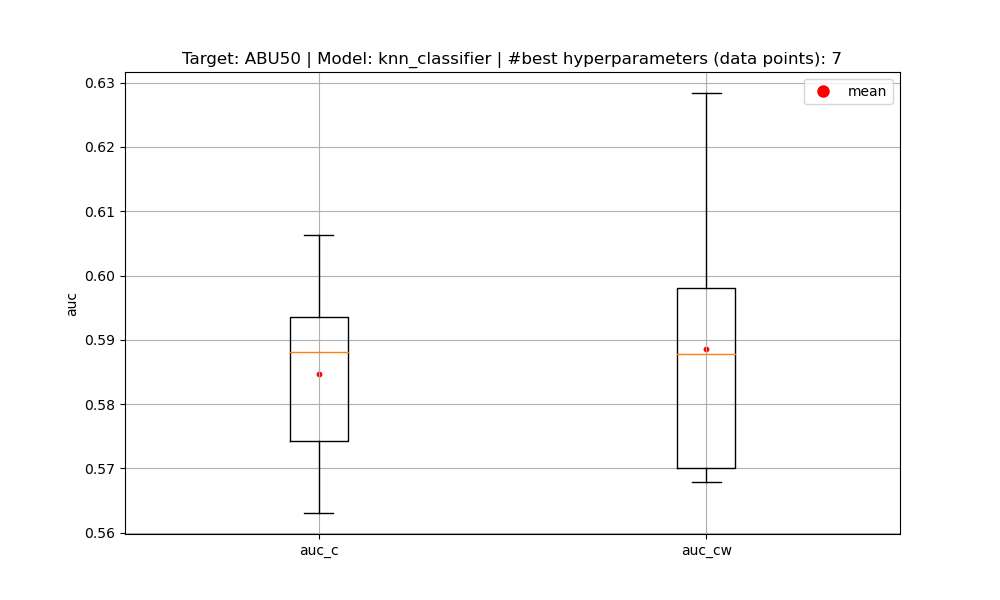 Target: ABU50 | Model: knn_classifier | #best hyperparameters (data points): 7
mean
0.63
0.62
0.61
0.60
0.59
0.58
0.57
0.56
auc
auc_c
auc_cw